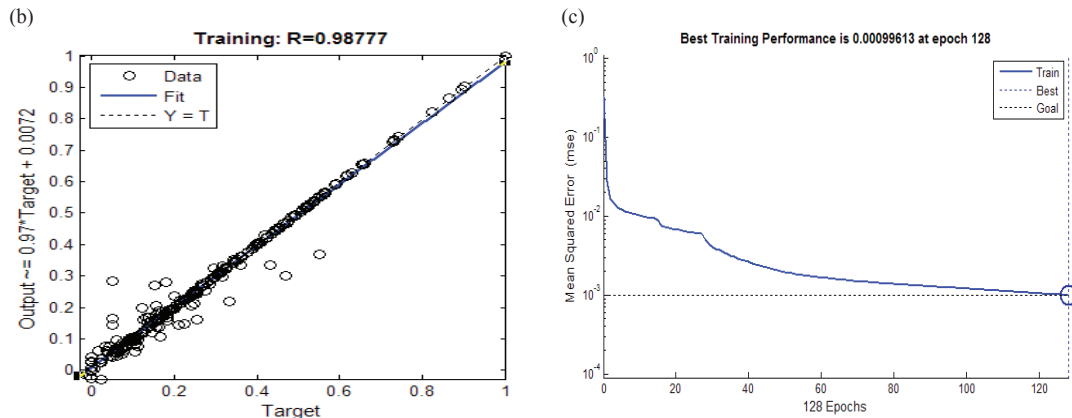 (b)
Training: R=0.98777
Output ~= 0.97*Target + 0.0072
1
0.9
0.8
0.7
0.6
0.5
0.4
0.3
0.2
0.1
0
Data
Fit
Y = T
0
0.2
0.4
0.6
0.8
1
Target
(c)
Best Training Performance is 0.00099613 at epoch 128
Mean Squared Error (mse)
10^0
10^-1
10^-2
10^-3
10^-4
Train
Best
Goal
0
20
40
60
80
100
120
128 Epochs